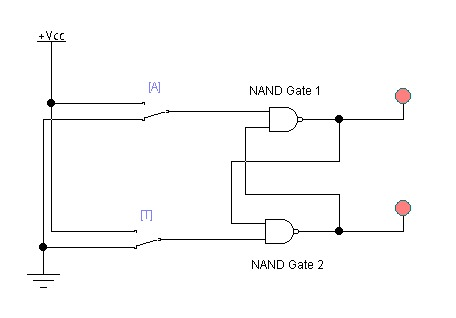 +Vcc
[A]
NAND Gate 1
[T]
NAND Gate 2